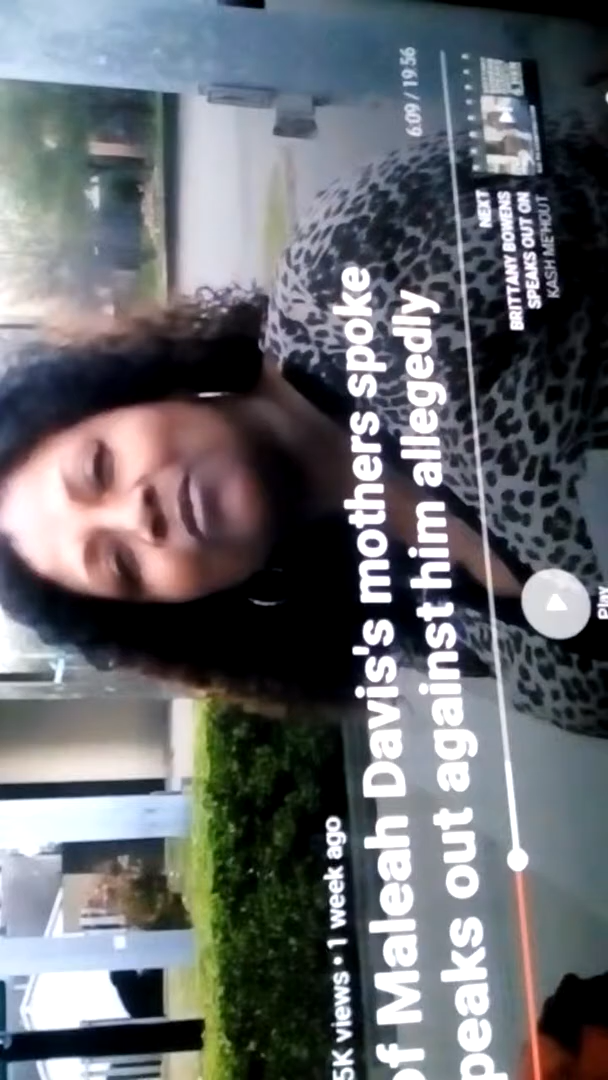 5K views • 1 week ago
of Maleah Davis's mothers spoke
peaks out against him allegedly
6:09 / 19:56
NEXT
BRITTANY BOWENS
SPEAKS OUT ON
KASH ME'HOUT
Play